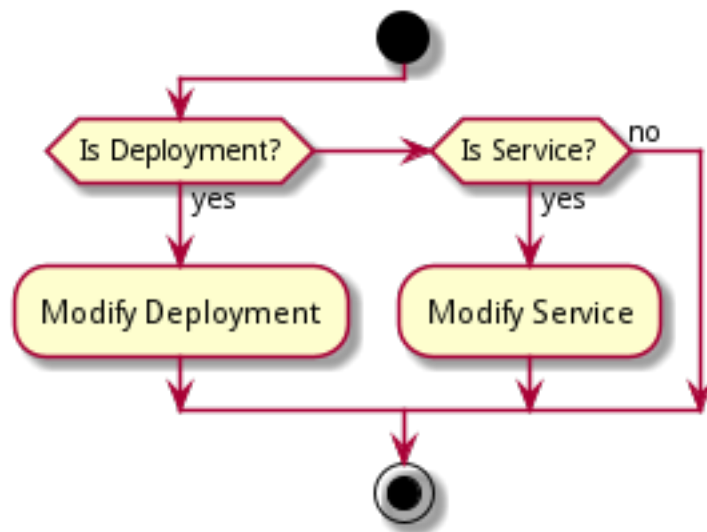 Is Deployment?
Is Service?
no
yes
yes
Modify Deployment
Modify Service